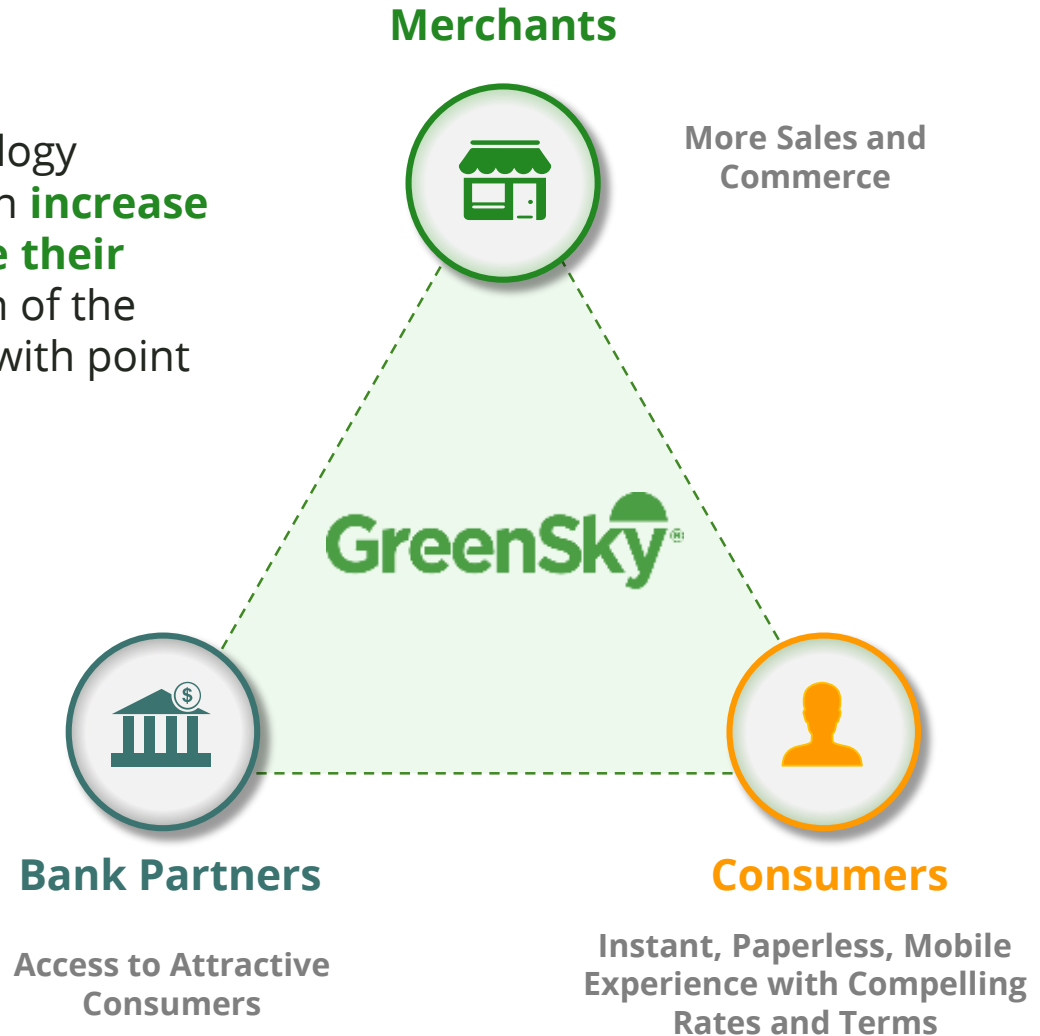 Merchants
More Sales and
Commerce
increase
their
of the
with point
GreenSky®
$
Bank Partners
Access to Attractive
Consumers
Consumers
Instant, Paperless, Mobile
Experience with Compelling
Rates and Terms